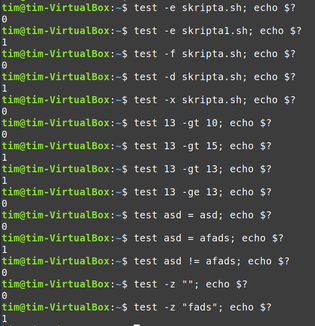 tim@tim-VirtualBox:~$ test -e skripta.sh; echo $?
0
tim@tim-VirtualBox:~$ test -e skripta1.sh; echo $?
1
tim@tim-VirtualBox:~$ test -f skripta.sh; echo $?
0
tim@tim-VirtualBox:~$ test -d skripta.sh; echo $?
1
tim@tim-VirtualBox:~$ test -x skripta.sh; echo $?
0
tim@tim-VirtualBox:~$ test 13 -gt 10; echo $?
0
tim@tim-VirtualBox:~$ test 13 -gt 15; echo $?
1
tim@tim-VirtualBox:~$ test 13 -gt 13; echo $?
1
tim@tim-VirtualBox:~$ test 13 -ge 13; echo $?
0
tim@tim-VirtualBox:~$ test asd = asd; echo $?
0
tim@tim-VirtualBox:~$ test asd = afads; echo $?
1
tim@tim-VirtualBox:~$ test asd != afads; echo $?
0
tim@tim-VirtualBox:~$ test -z ""; echo $?
0
tim@tim-VirtualBox:~$ test -z "fads"; echo $?
1